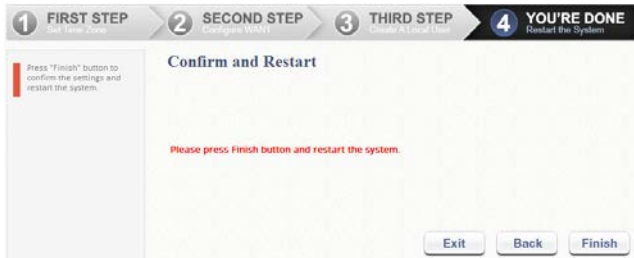 1 FIRST STEP
Set Time Zone
2 SECOND STEP
Configure WAN1
3 THIRD STEP
Create A Local User
4 YOU'RE DONE
Restart the System
Press "Finish" button to
confirm the settings and
restart the system.
Confirm and Restart
Please press Finish button and restart the system.
Exit Back Finish